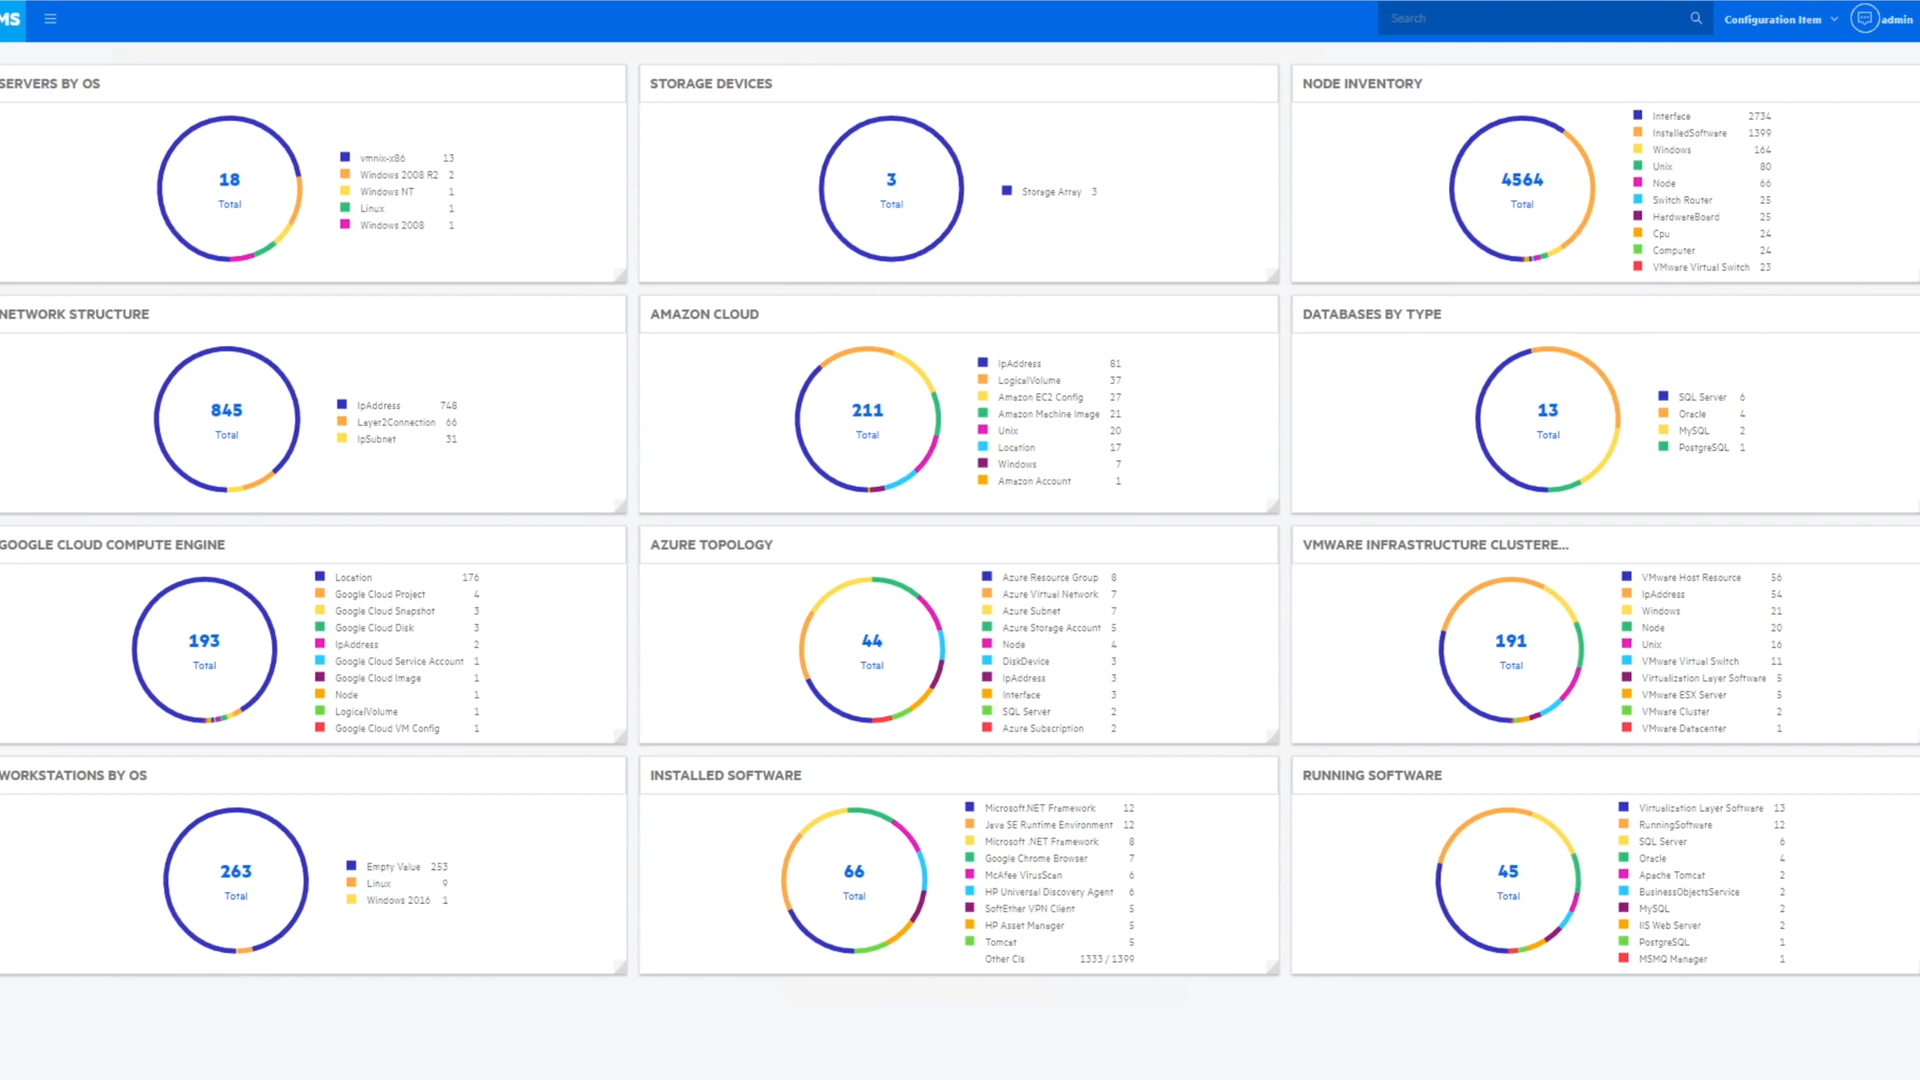 MS
Search
Configuration Item
admin
SERVERS BY OS
18
Total
vmnix-x86 13
Windows 2008 R2 2
Windows NT 1
Linux 1
Windows 2008 1
STORAGE DEVICES
3
Total
Storage Array 3
NODE INVENTORY
4564
Total
Interface 2734
InstalledSoftware 1399
Windows 164
Unix 80
Node 66
Switch Router 25
HardwareBoard 25
Cpu 24
Computer 24
VMware Virtual Switch 23
NETWORK STRUCTURE
845
Total
IpAddress 748
Layer2Connection 66
IpSubnet 31
AMAZON CLOUD
211
Total
IpAddress 81
LogicalVolume 37
Amazon EC2 Config 27
Amazon Machine Image 21
Unix 20
Location 17
Windows 7
Amazon Account 1
DATABASES BY TYPE
13
Total
SQL Server 6
Oracle 4
MySQL 2
PostgreSQL 1
GOOGLE CLOUD COMPUTE ENGINE
193
Total
Location 176
Google Cloud Project 4
Google Cloud Snapshot 3
Google Cloud Disk 3
IpAddress 2
Google Cloud Service Account 1
Google Cloud Image 1
Node 1
LogicalVolume 1
Google Cloud VM Config 1
AZURE TOPOLOGY
44
Total
Azure Resource Group 8
Azure Virtual Network 7
Azure Subnet 7
Azure Storage Account 5
Node 4
DiskDevice 3
IpAddress 3
Interface 3
SQL Server 2
Azure Subscription 2
VMWARE INFRASTRUCTURE CLUSTERE...
191
Total
VMware Host Resource 56
IpAddress 54
Windows 21
Node 20
Unix 16
VMware Virtual Switch 11
Virtualization Layer Software 5
VMware ESX Server 5
VMware Cluster 2
VMware Datacenter 1
WORKSTATIONS BY OS
263
Total
Empty Value 253
Linux 9
Windows 2016 1
INSTALLED SOFTWARE
66
Total
Microsoft.NET Framework 12
Java SE Runtime Environment 12
Microsoft .NET Framework 8
Google Chrome Browser 7
McAfee VirusScan 6
HP Universal Discovery Agent 6
SoftEther VPN Client 5
HP Asset Manager 5
Tomcat 5
Other CIs 1333 / 1399
RUNNING SOFTWARE
45
Total
Virtualization Layer Software 13
RunningSoftware 12
SQL Server 6
Oracle 4
Apache Tomcat 2
BusinessObjectsService 2
MySQL 2
IIS Web Server 2
PostgreSQL 1
MSMQ Manager 1